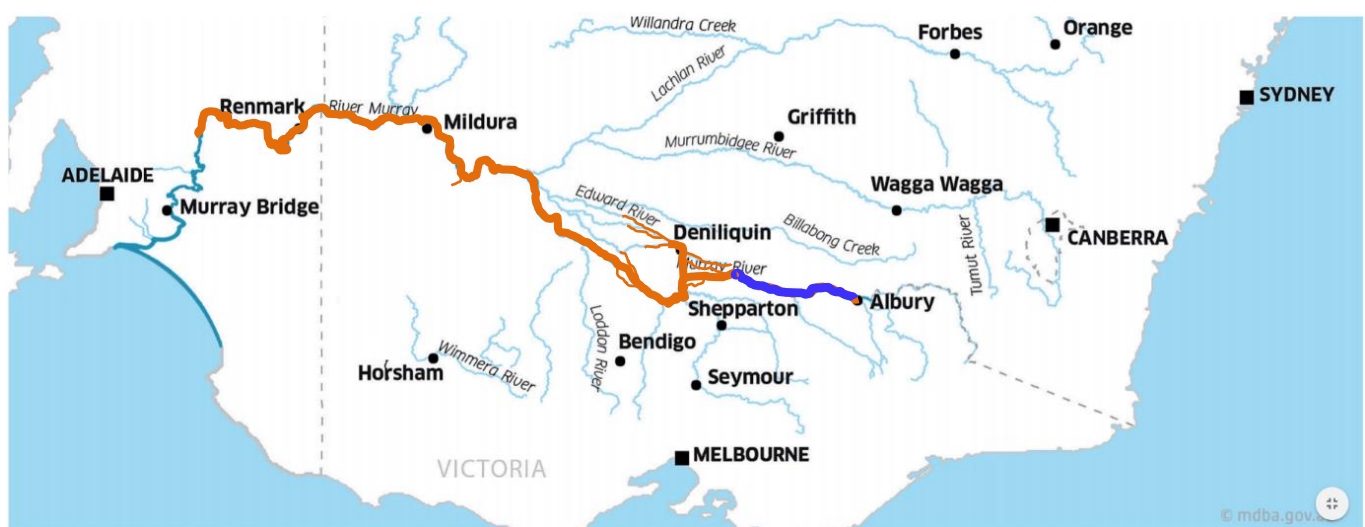 Willandra Creek
Forbes
Orange
Lachlan River
SYDNEY
Renmark
River Murray
Mildura
Griffith
Murrumbidgee River
ADELAIDE
Wagga Wagga
Edward River
Murray Bridge
Deniliquin
Billabong Creek
Tumut River
CANBERRA
Murray River
Albury
Shepparton
Loddon River
Bendigo
Wimmera River
Horsham
Seymour
MELBOURNE
VICTORIA
© mdba.gov.